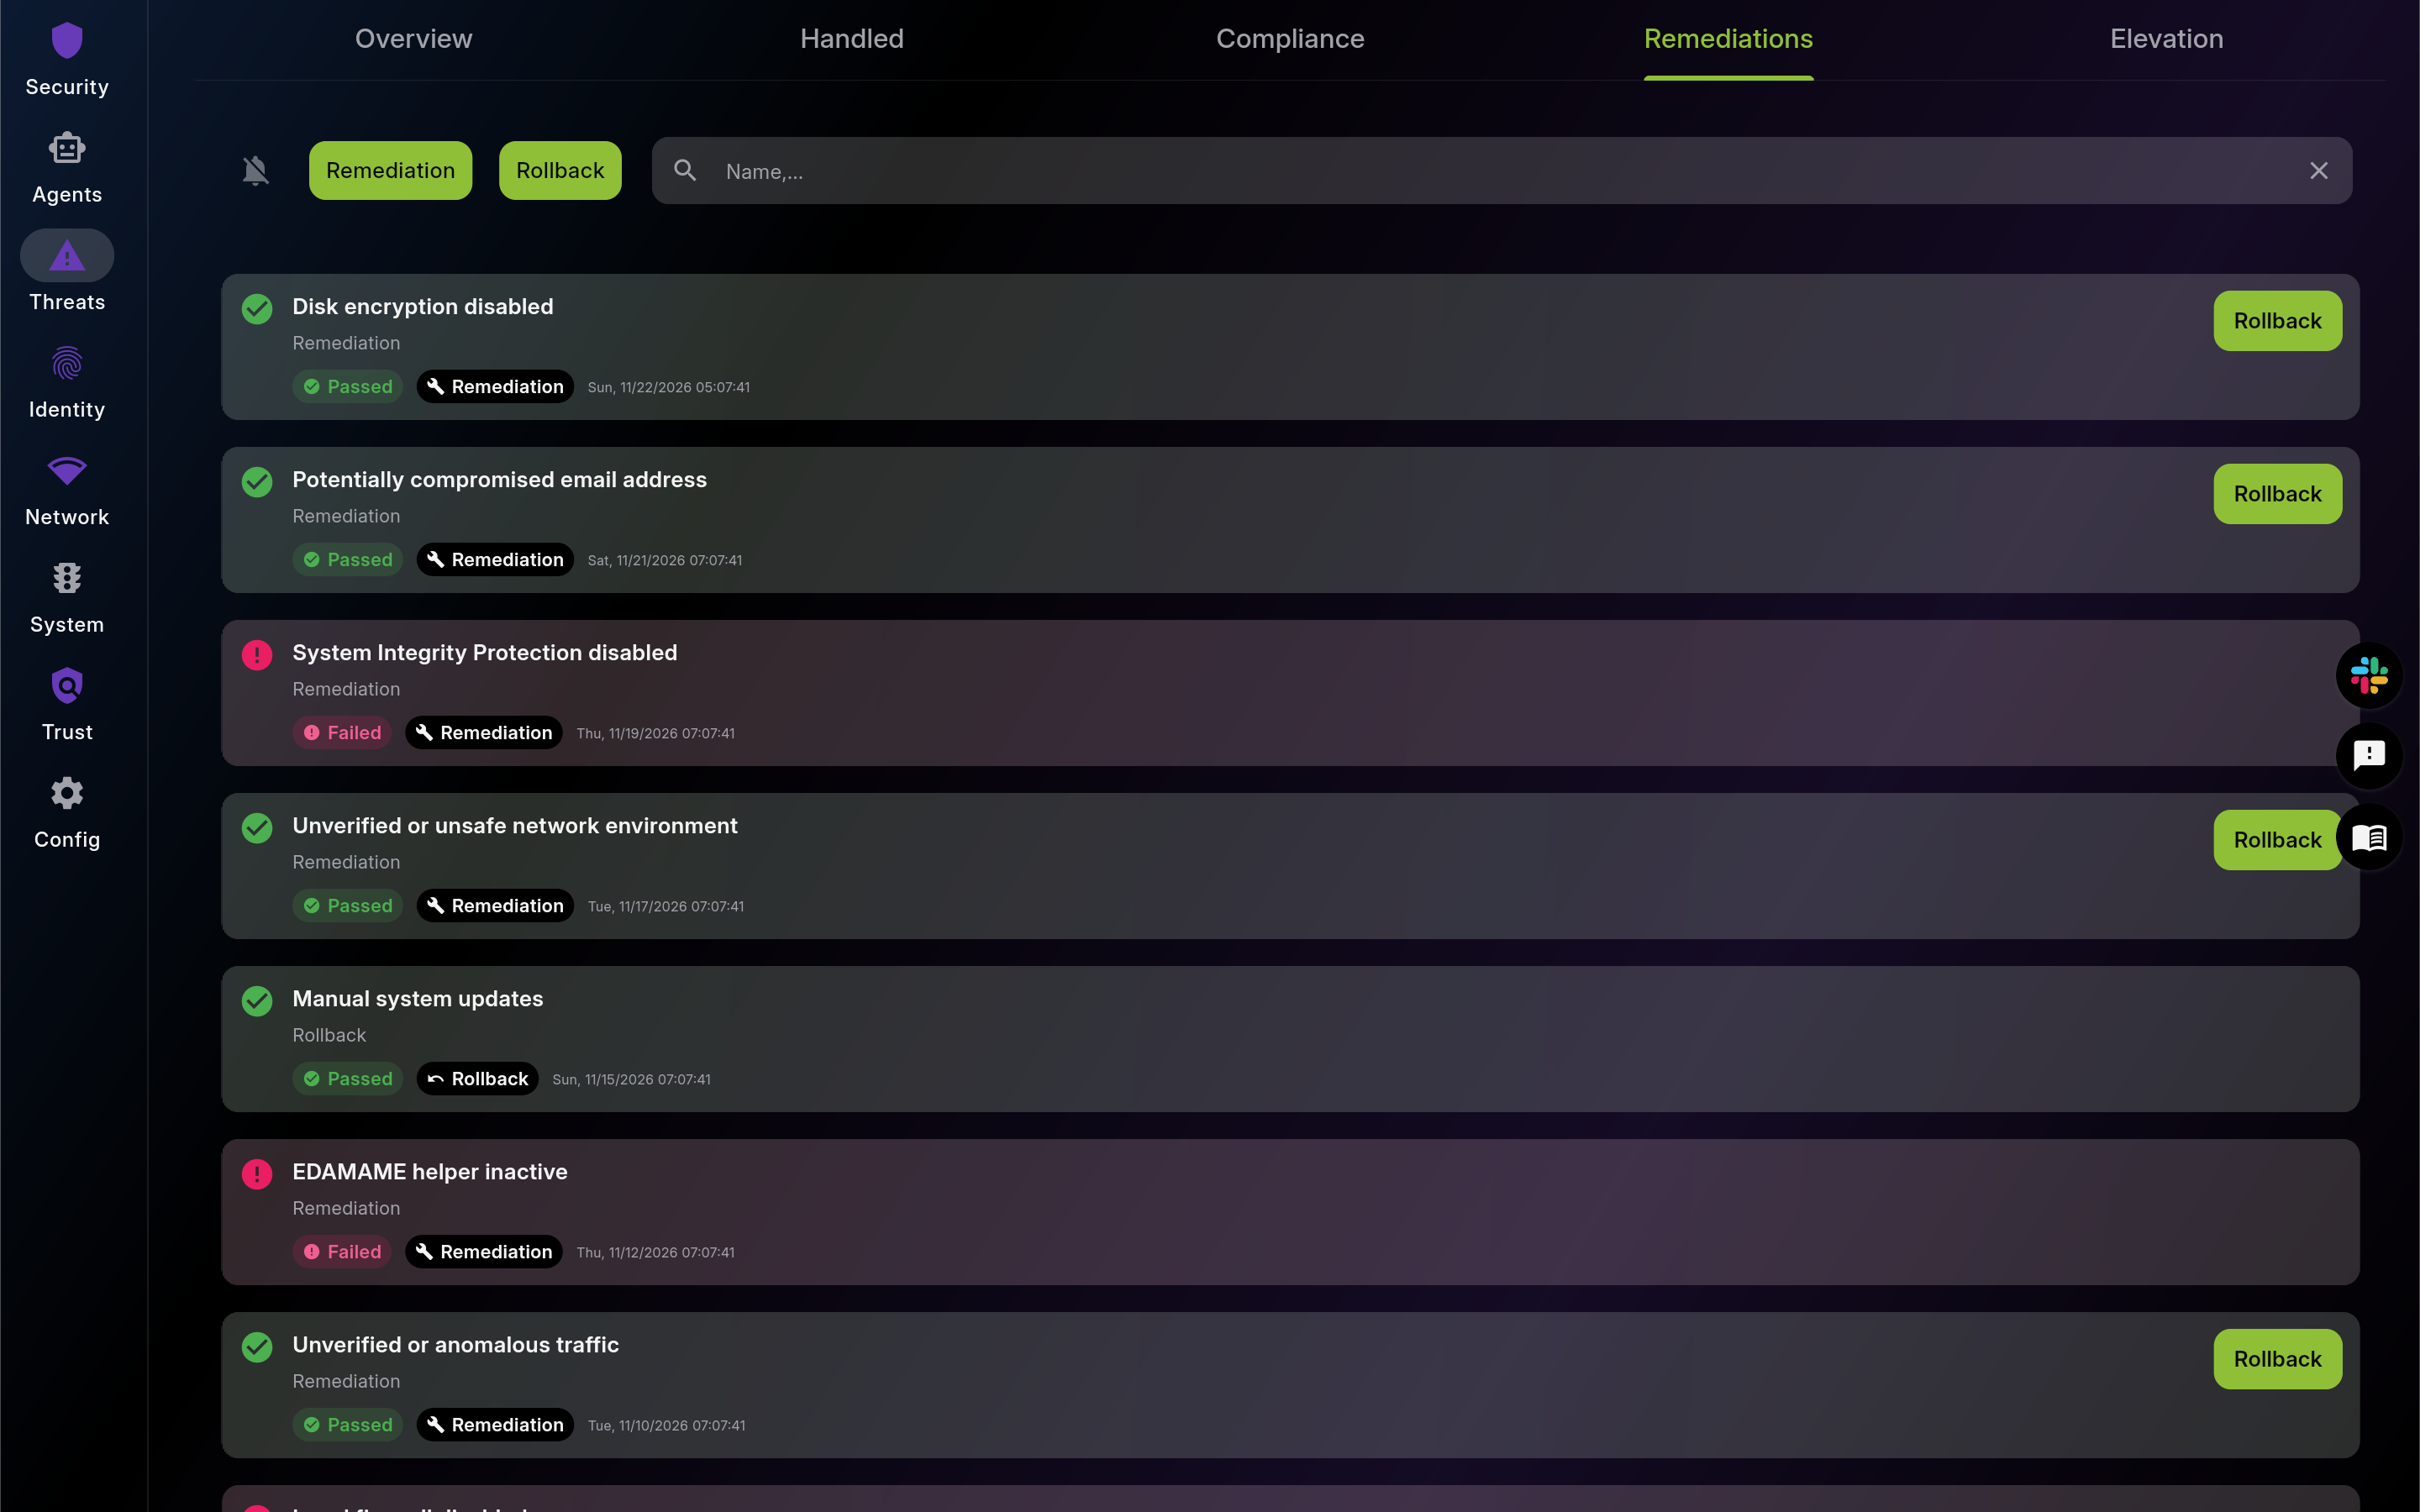 Overview Handled Compliance Remediations Elevation
Security
Agents
Threats
Identity
Network
System
Trust
Config
Remediation Rollback Name,...
Disk encryption disabled
Rollback
Remediation
Passed Remediation Sun, 11/22/2026 05:07:41
Potentially compromised email address
Rollback
Remediation
Passed Remediation Sat, 11/21/2026 07:07:41
System Integrity Protection disabled
Remediation
Failed Remediation Thu, 11/19/2026 07:07:41
Unverified or unsafe network environment
Rollback
Remediation
Passed Remediation Tue, 11/17/2026 07:07:41
Manual system updates
Rollback
Passed Rollback Sun, 11/15/2026 07:07:41
EDAMAME helper inactive
Remediation
Failed Remediation Thu, 11/12/2026 07:07:41
Unverified or anomalous traffic
Rollback
Remediation
Passed Remediation Tue, 11/10/2026 07:07:41